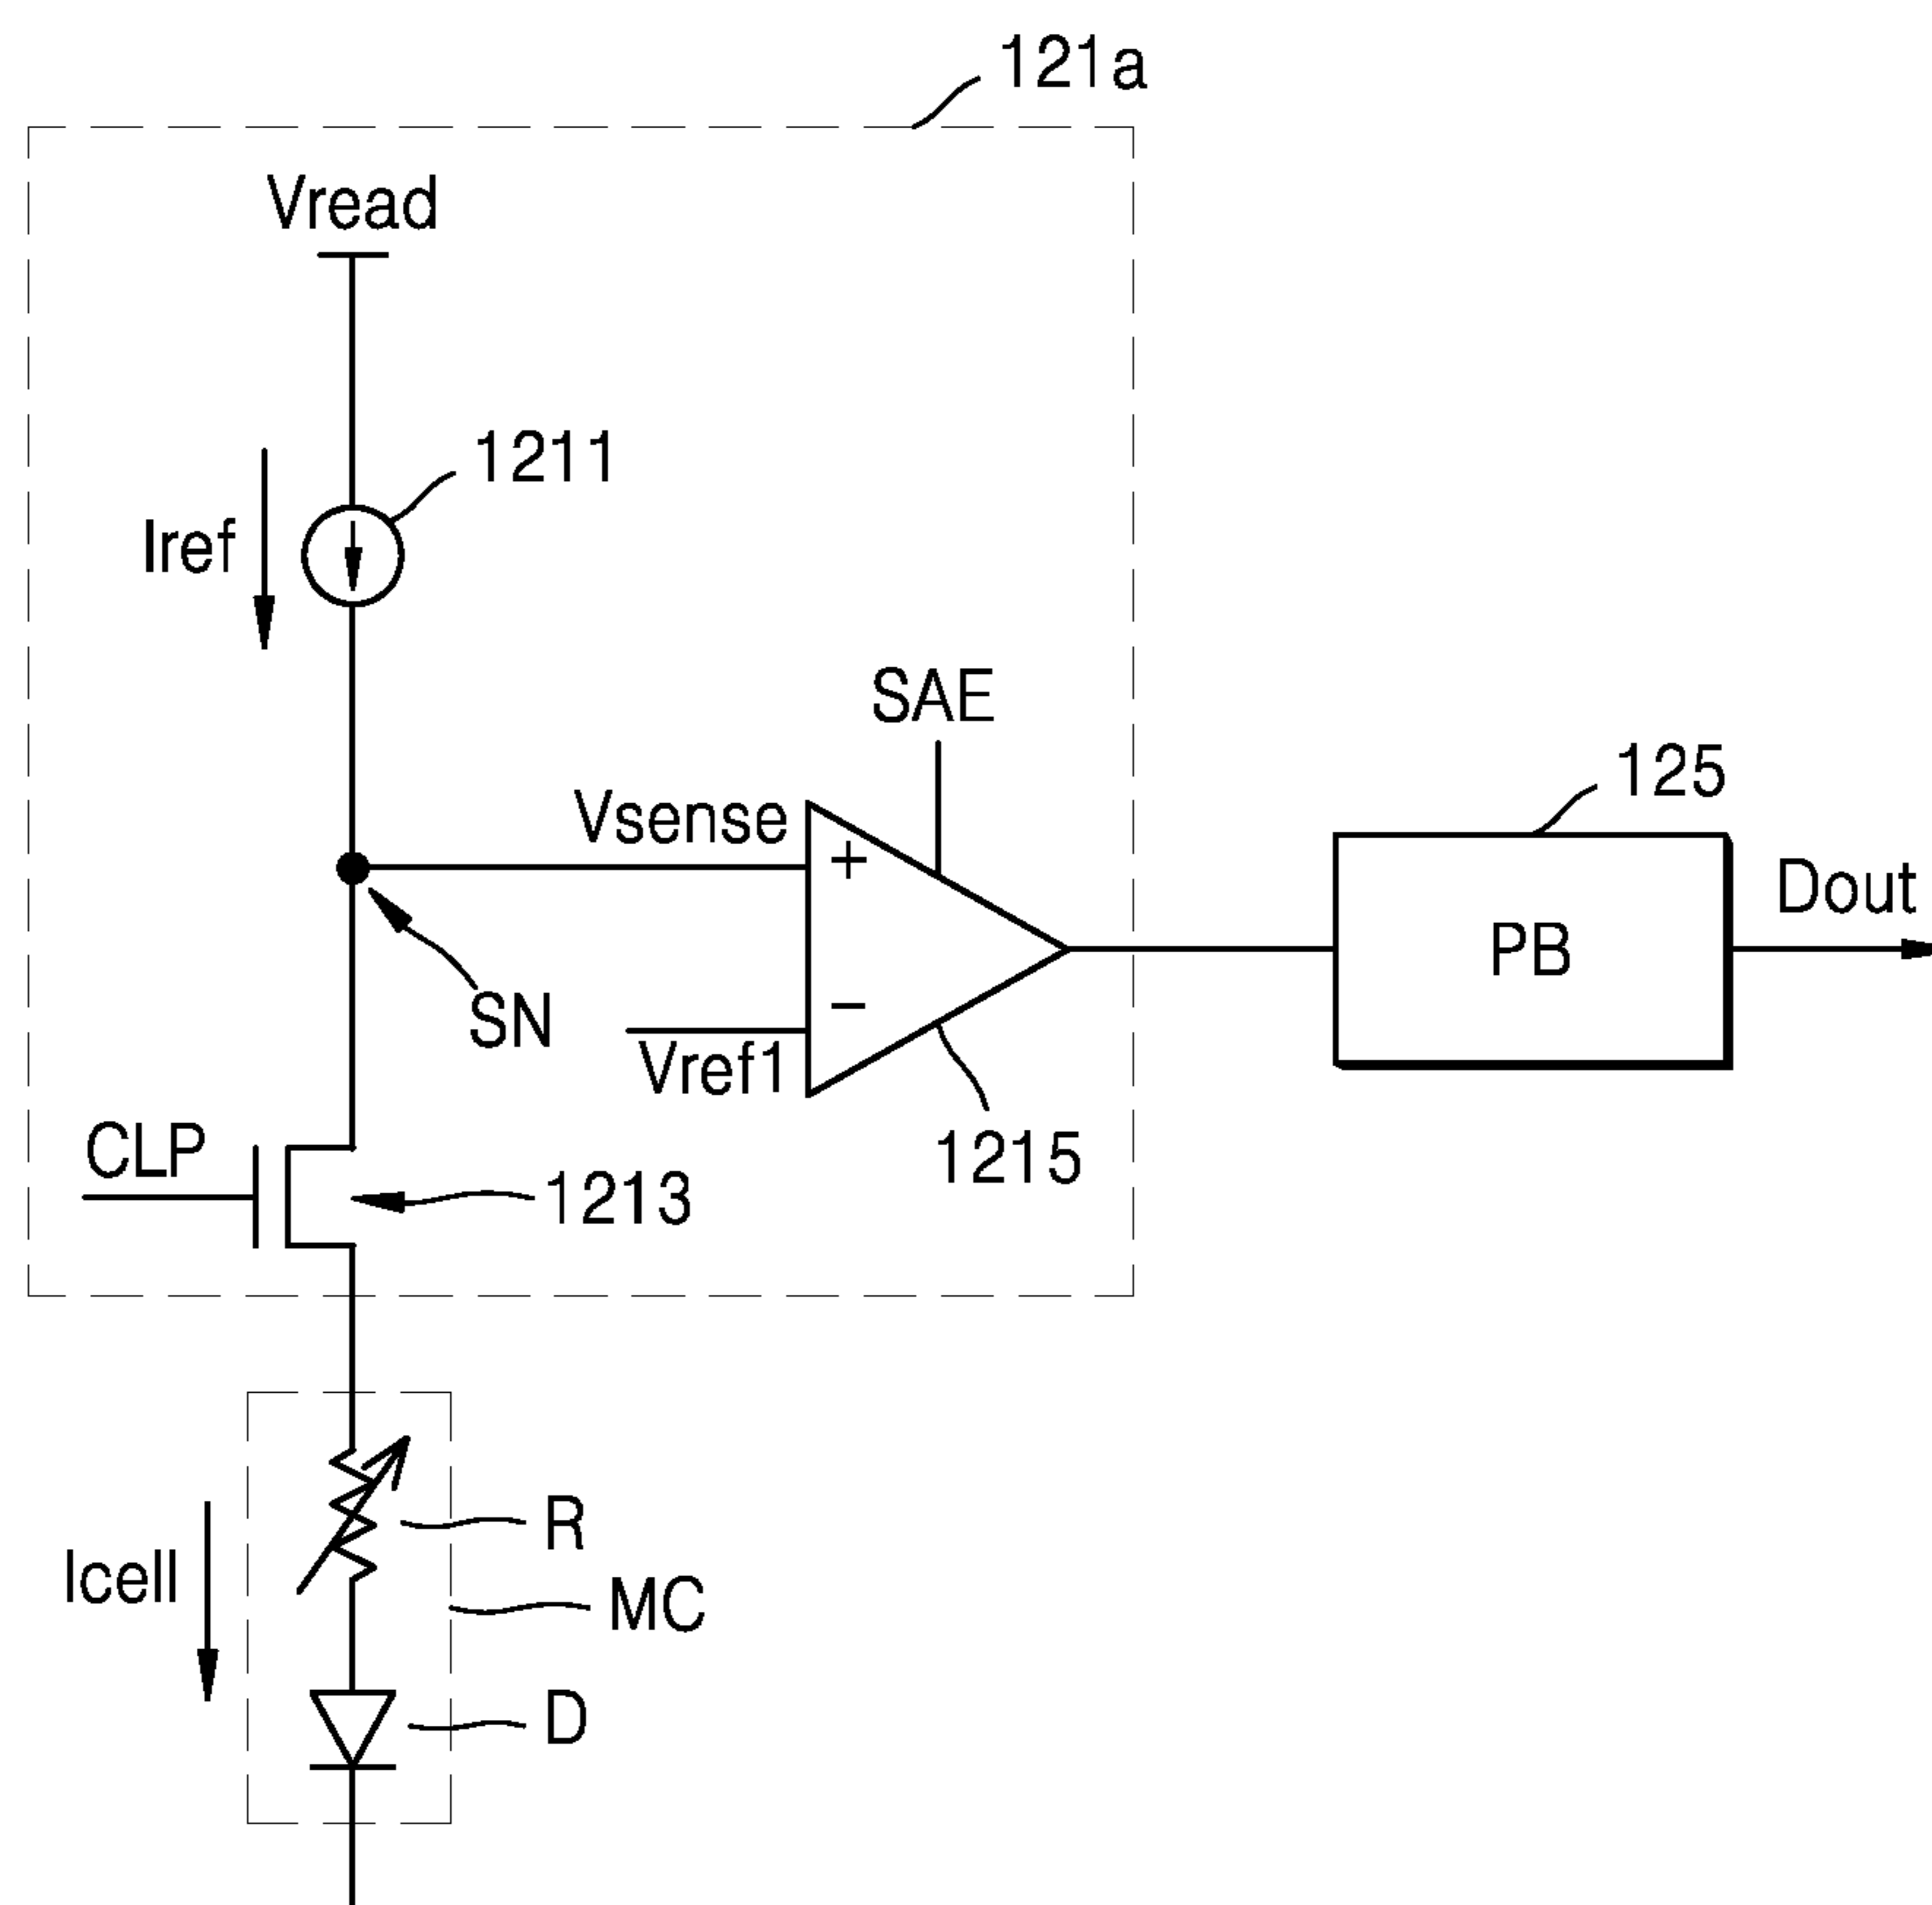 121a
Vread
1211
Iref
SAE
125
Vsense
+
Dout
PB
SN
−
Vref1
CLP
1215
1213
R
Icell
MC
D